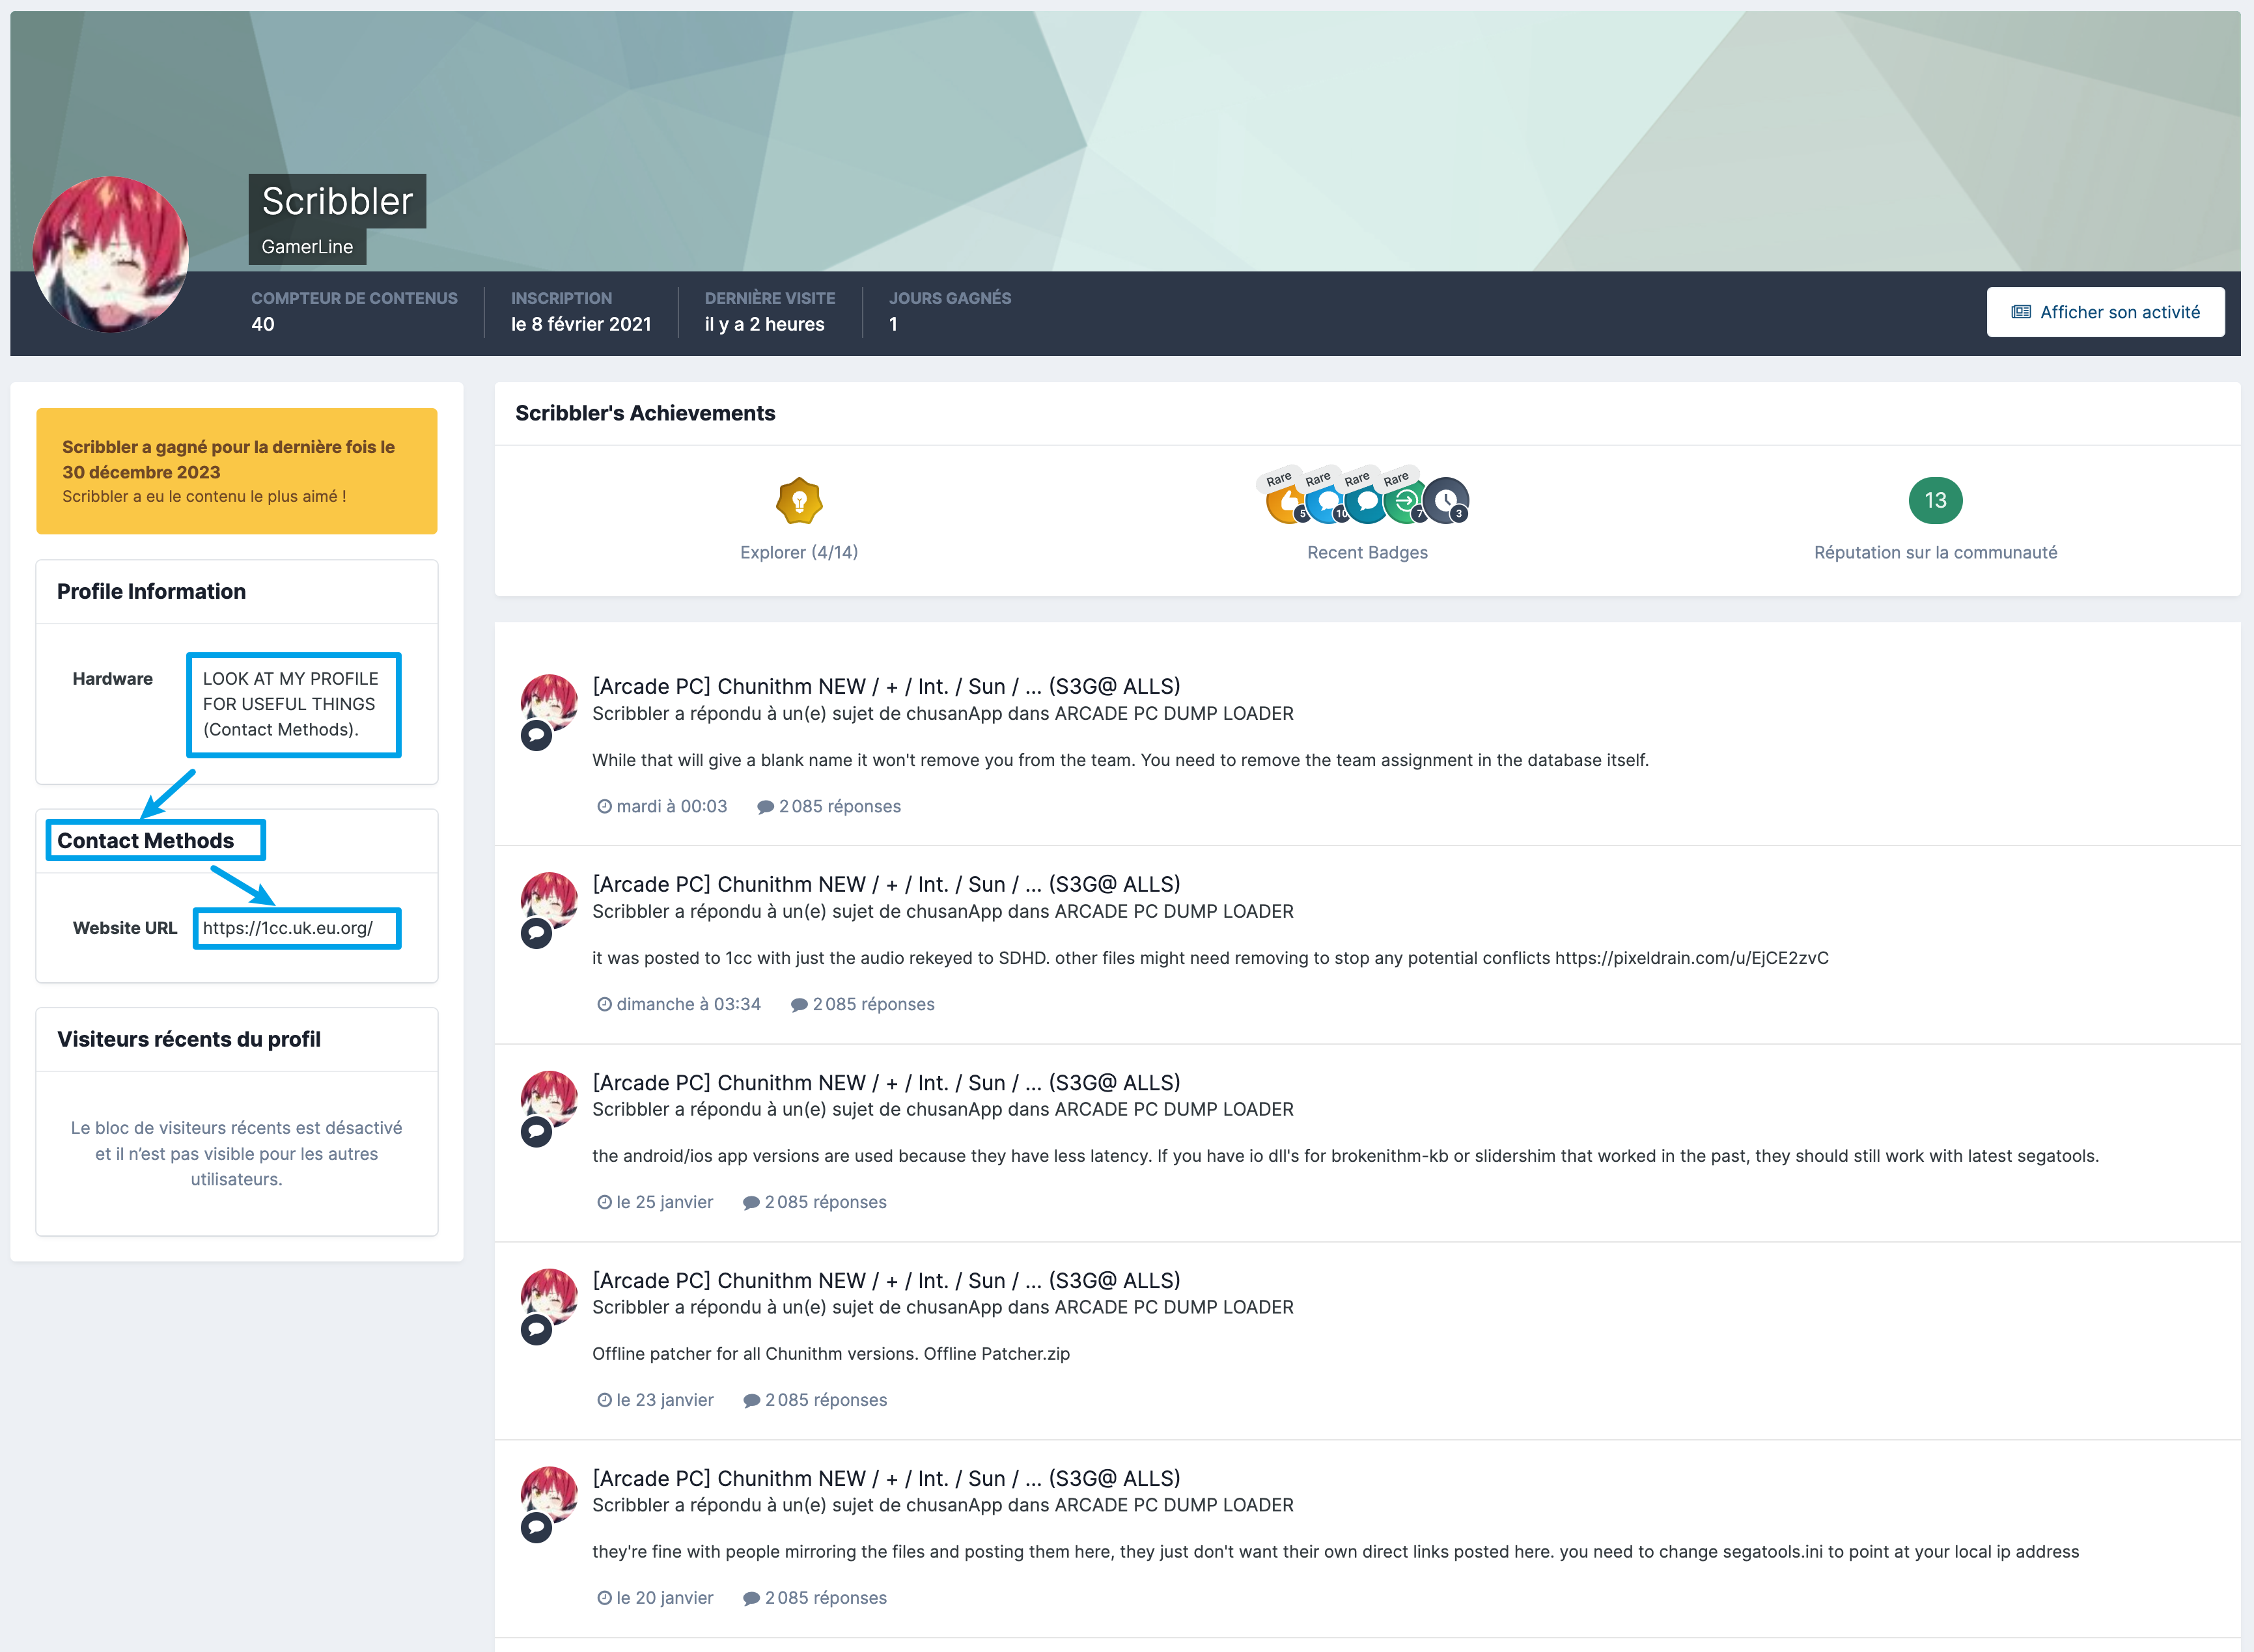 Scribbler
GamerLine
COMPTEUR DE CONTENUS
40
INSCRIPTION
le 8 février 2021
DERNIÈRE VISITE
il y a 2 heures
JOURS GAGNÉS
1
Afficher son activité
Scribbler a gagné pour la dernière fois le
30 décembre 2023
Scribbler a eu le contenu le plus aimé !
Profile Information
Hardware
LOOK AT MY PROFILE
FOR USEFUL THINGS
(Contact Methods).
Contact Methods
Website URL
https://1cc.uk.eu.org/
Visiteurs récents du profil
Le bloc de visiteurs récents est désactivé
et il n’est pas visible pour les autres
utilisateurs.
Scribbler's Achievements
Explorer (4/14)
Rare
Rare
Rare
Rare
5
10
7
3
Recent Badges
13
Réputation sur la communauté
[Arcade PC] Chunithm NEW / + / Int. / Sun / ... (S3G@ ALLS)
Scribbler a répondu à un(e) sujet de chusanApp dans ARCADE PC DUMP LOADER
While that will give a blank name it won't remove you from the team. You need to remove the team assignment in the database itself.
mardi à 00:03 2 085 réponses
[Arcade PC] Chunithm NEW / + / Int. / Sun / ... (S3G@ ALLS)
Scribbler a répondu à un(e) sujet de chusanApp dans ARCADE PC DUMP LOADER
it was posted to 1cc with just the audio rekeyed to SDHD. other files might need removing to stop any potential conflicts https://pixeldrain.com/u/EjCE2zvC
dimanche à 03:34 2 085 réponses
[Arcade PC] Chunithm NEW / + / Int. / Sun / ... (S3G@ ALLS)
Scribbler a répondu à un(e) sujet de chusanApp dans ARCADE PC DUMP LOADER
the android/ios app versions are used because they have less latency. If you have io dll's for brokenithm-kb or slidershim that worked in the past, they should still work with latest segatools.
le 25 janvier 2 085 réponses
[Arcade PC] Chunithm NEW / + / Int. / Sun / ... (S3G@ ALLS)
Scribbler a répondu à un(e) sujet de chusanApp dans ARCADE PC DUMP LOADER
Offline patcher for all Chunithm versions. Offline Patcher.zip
le 23 janvier 2 085 réponses
[Arcade PC] Chunithm NEW / + / Int. / Sun / ... (S3G@ ALLS)
Scribbler a répondu à un(e) sujet de chusanApp dans ARCADE PC DUMP LOADER
they're fine with people mirroring the files and posting them here, they just don't want their own direct links posted here. you need to change segatools.ini to point at your local ip address
le 20 janvier 2 085 réponses